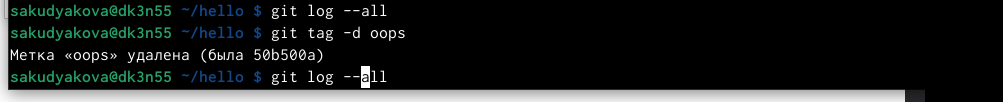 sakudyakova@dk3n55 ~/hello $ git log --all
sakudyakova@dk3n55 ~/hello $ git tag -d oops
Метка «oops» удалена (была 50b500a)
sakudyakova@dk3n55 ~/hello $ git log --all